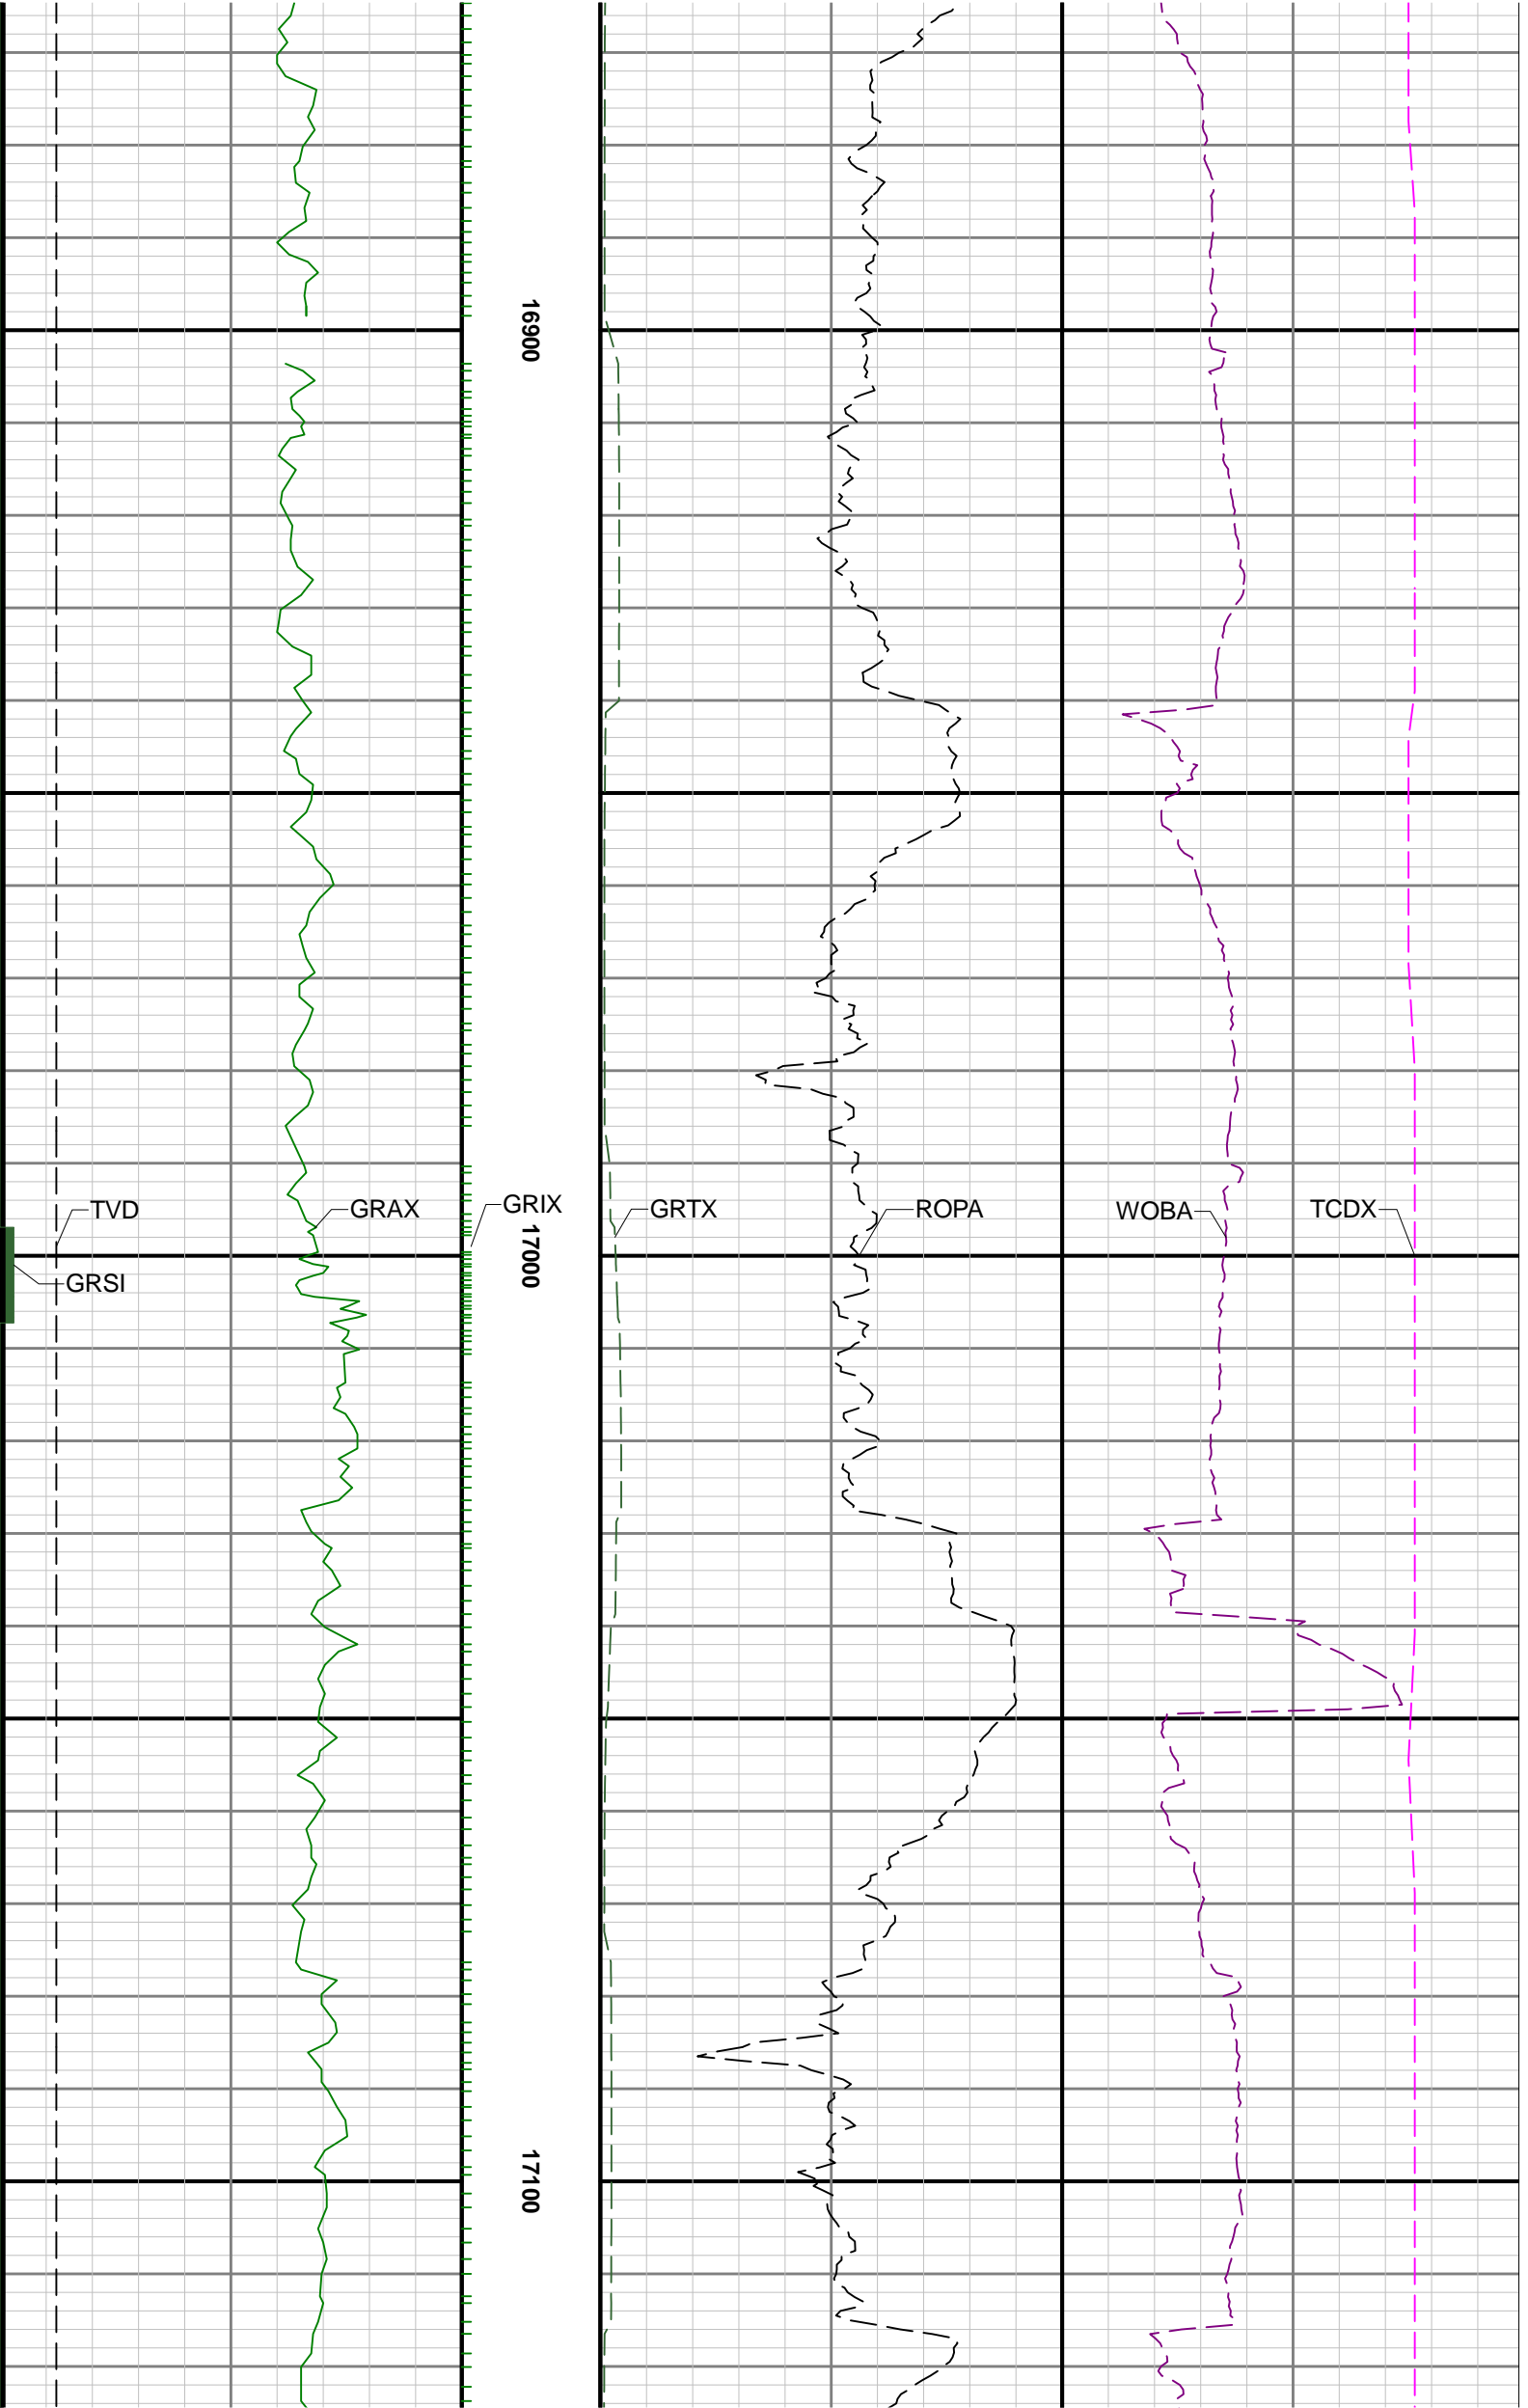 16900
TVD
GRAX
GRIX
GRTX
ROPA
WOBA
TCDX
17000
GRSI
17100